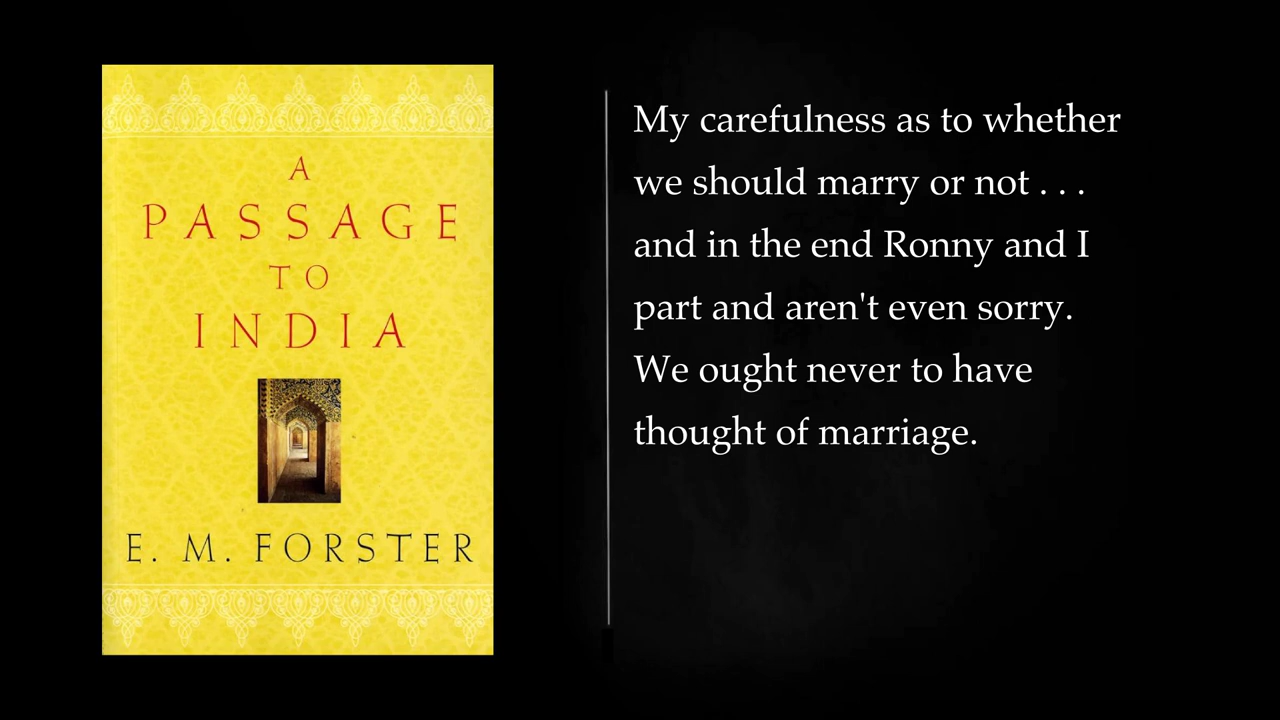 A
PASSAGE
TO
INDIA
E. M. FORSTER
My carefulness as to whether
we should marry or not . . .
and in the end Ronny and I
part and aren't even sorry.
We ought never to have
thought of marriage.